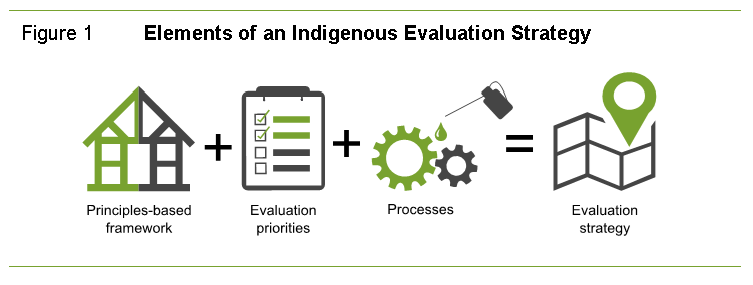 Figure 1 Elements of an Indigenous Evaluation Strategy
Principles-based
framework
+
Evaluation
priorities
+
Processes
=
Evaluation
strategy